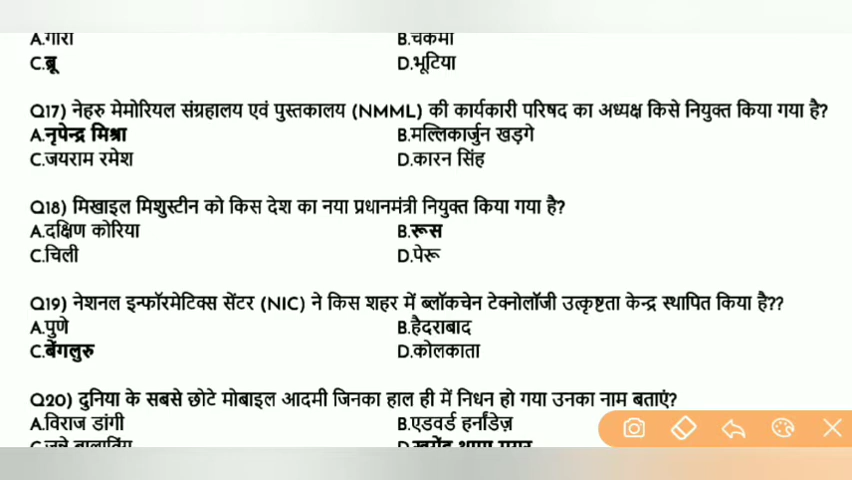 A.गारो B.चकमा
C.ब्रू D.भूटिया
Q17) नेहरु मेमोरियल संग्रहालय एवं पुस्तकालय (NMML) की कार्यकारी परिषद का अध्यक्ष किसे नियुक्त किया गया है?
A.नृपेन्द्र मिश्रा B.मल्लिकार्जुन खड़गे
C.जयराम रमेश D.कारन सिंह
Q18) मिखाइल मिशुस्टीन को किस देश का नया प्रधानमंत्री नियुक्त किया गया है?
A.दक्षिण कोरिया B.रूस
C.चिली D.पेरू
Q19) नेशनल इन्फॉरमेटिक्स सेंटर (NIC) ने किस शहर में ब्लॉकचेन टेक्नोलॉजी उत्कृष्टता केन्द्र स्थापित किया है??
A.पुणे B.हैदराबाद
C.बेंगलुरु D.कोलकाता
Q20) दुनिया के सबसे छोटे मोबाइल आदमी जिनका हाल ही में निधन हो गया उनका नाम बताएं?
A.विराज डांगी B.एडवर्ड हर्नांडेज़